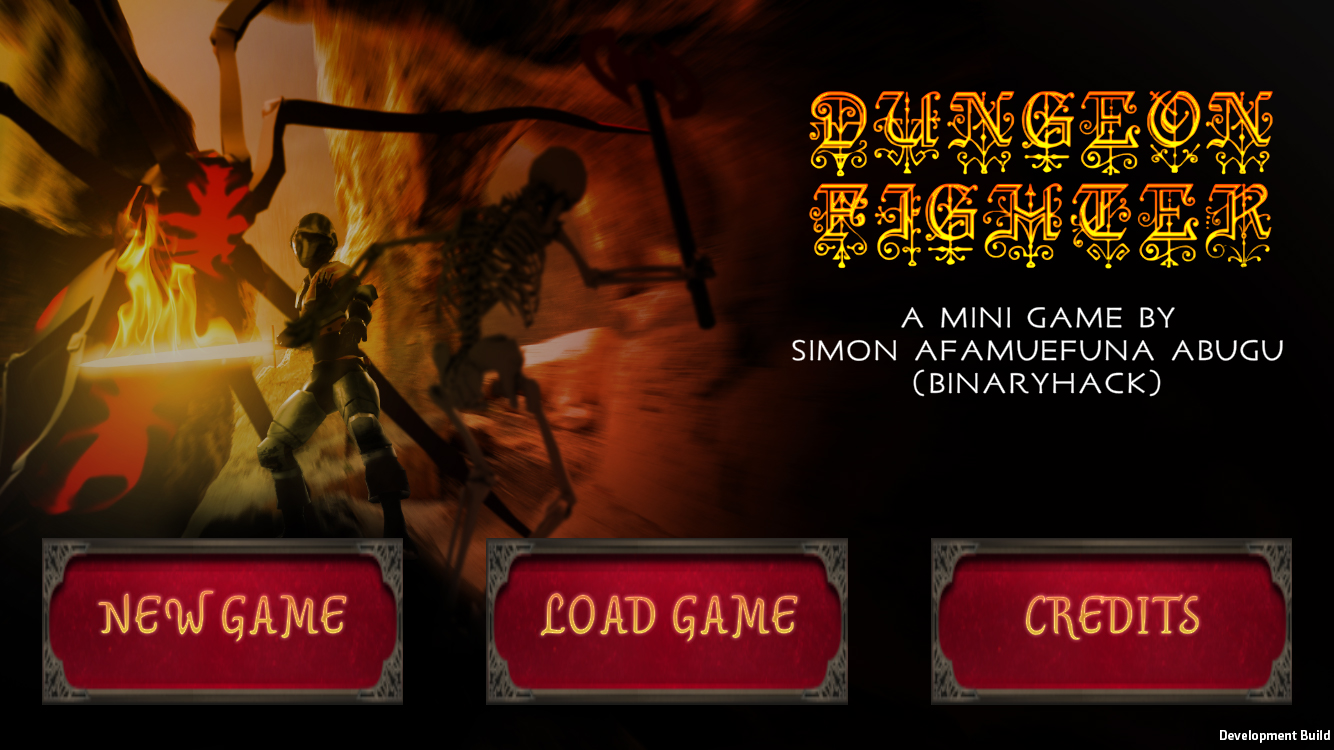 DUNGEON
FIGHTER
A MINI GAME BY
SIMON AFAMUEFUNA ABUGU
(BINARYHACK)
NEW GAME
LOAD GAME
CREDITS
Development Build